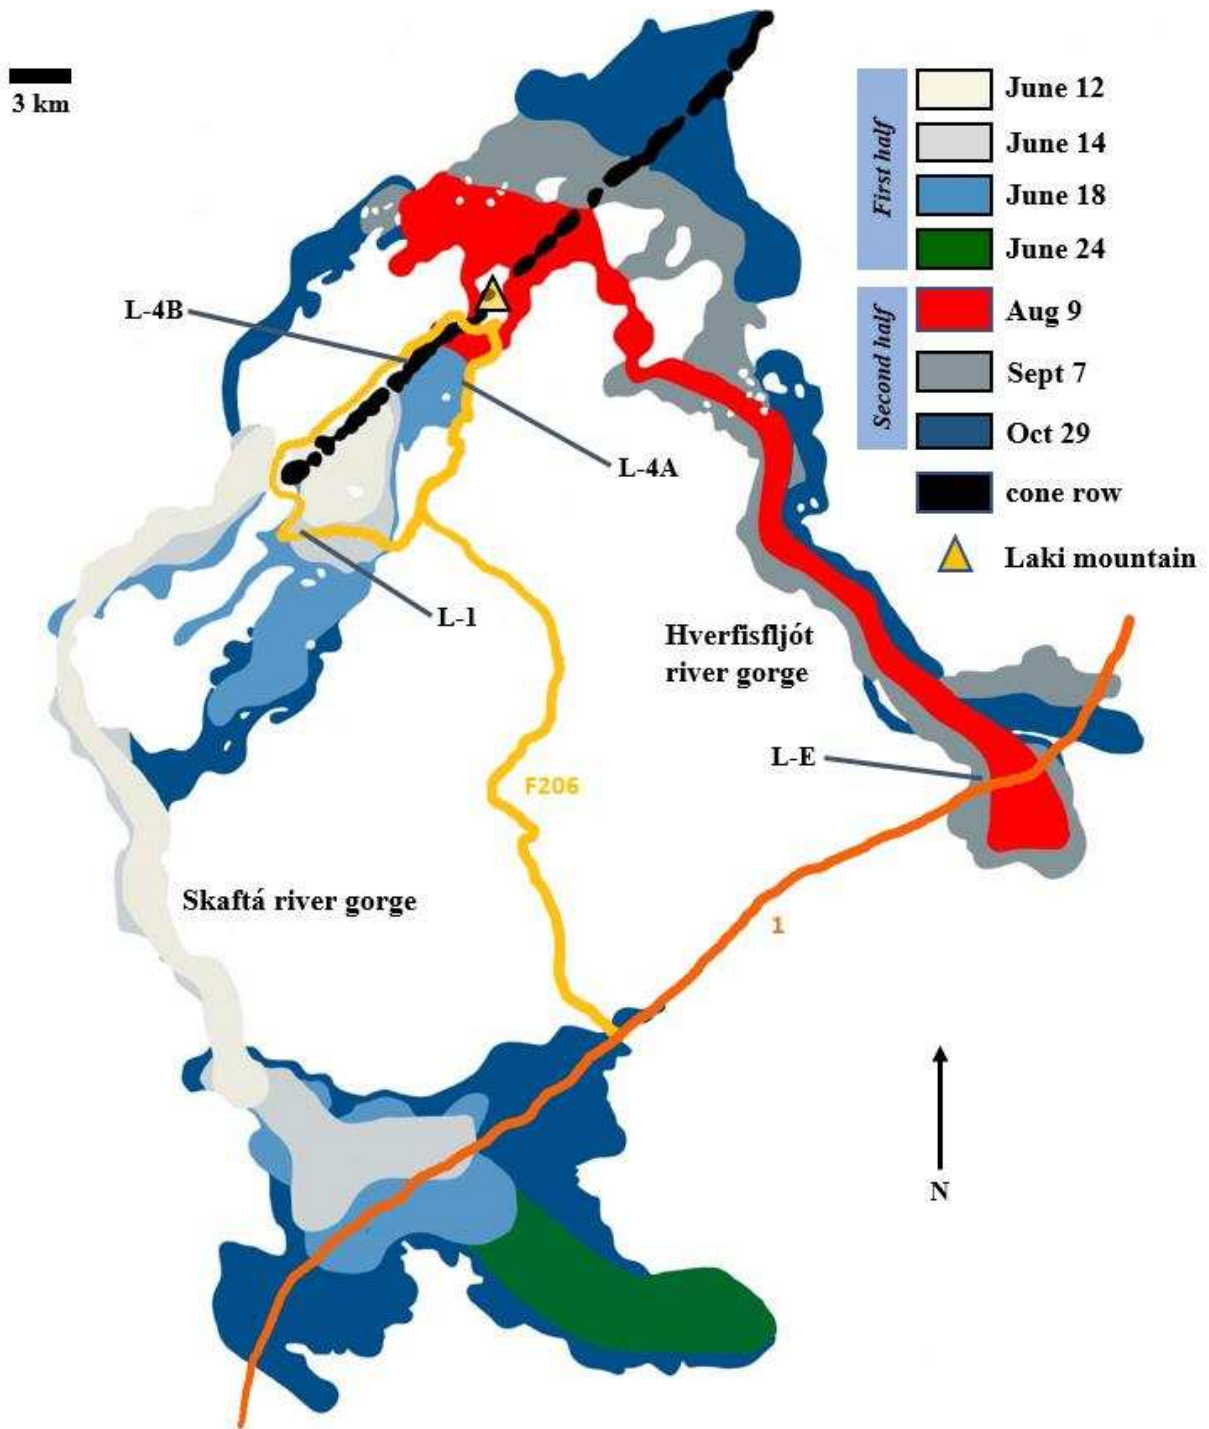 3 km
First half
June 12
June 14
June 18
June 24
Second half
Aug 9
Sept 7
Oct 29
cone row
Laki mountain
L-4B
L-4A
L-1
Hverfisfljót
river gorge
L-E
F206
Skaftá river gorge
1
N